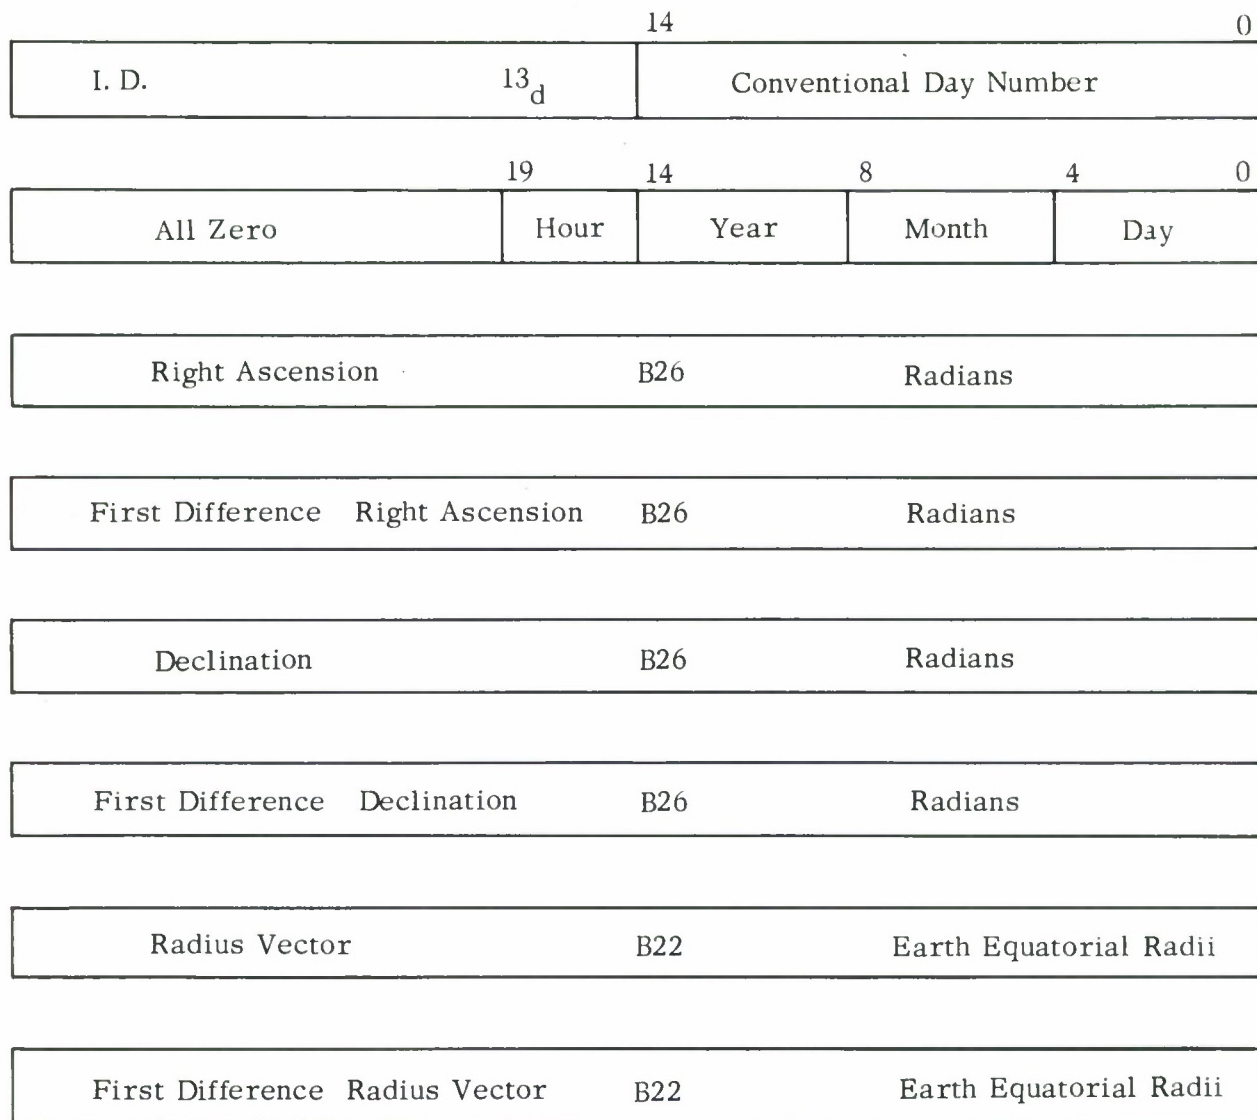 14 0
I. D. 13d Conventional Day Number
19 14 8 4 0
All Zero Hour Year Month Day
Right Ascension B26 Radians
First Difference Right Ascension B26 Radians
Declination B26 Radians
First Difference Declination B26 Radians
Radius Vector B22 Earth Equatorial Radii
First Difference Radius Vector B22 Earth Equatorial Radii